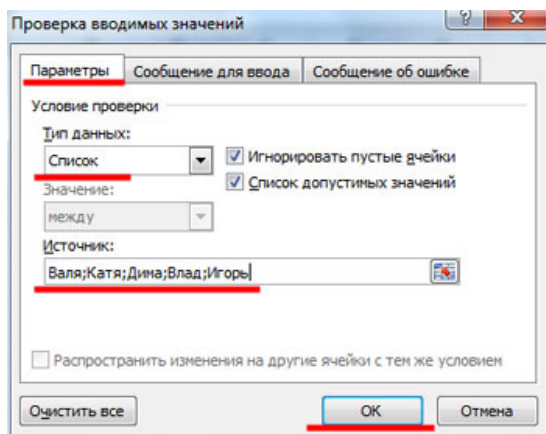 Проверка вводимых значений
Параметры Сообщение для ввода Сообщение об ошибке
Условие проверки
Тип данных:
Список Игнорировать пустые ячейки
Список допустимых значений
Значение:
между
Источник:
Валя;Катя;Дина;Влад;Игорь
Распространить изменения на другие ячейки с тем же условием
Очистить все ОК Отмена